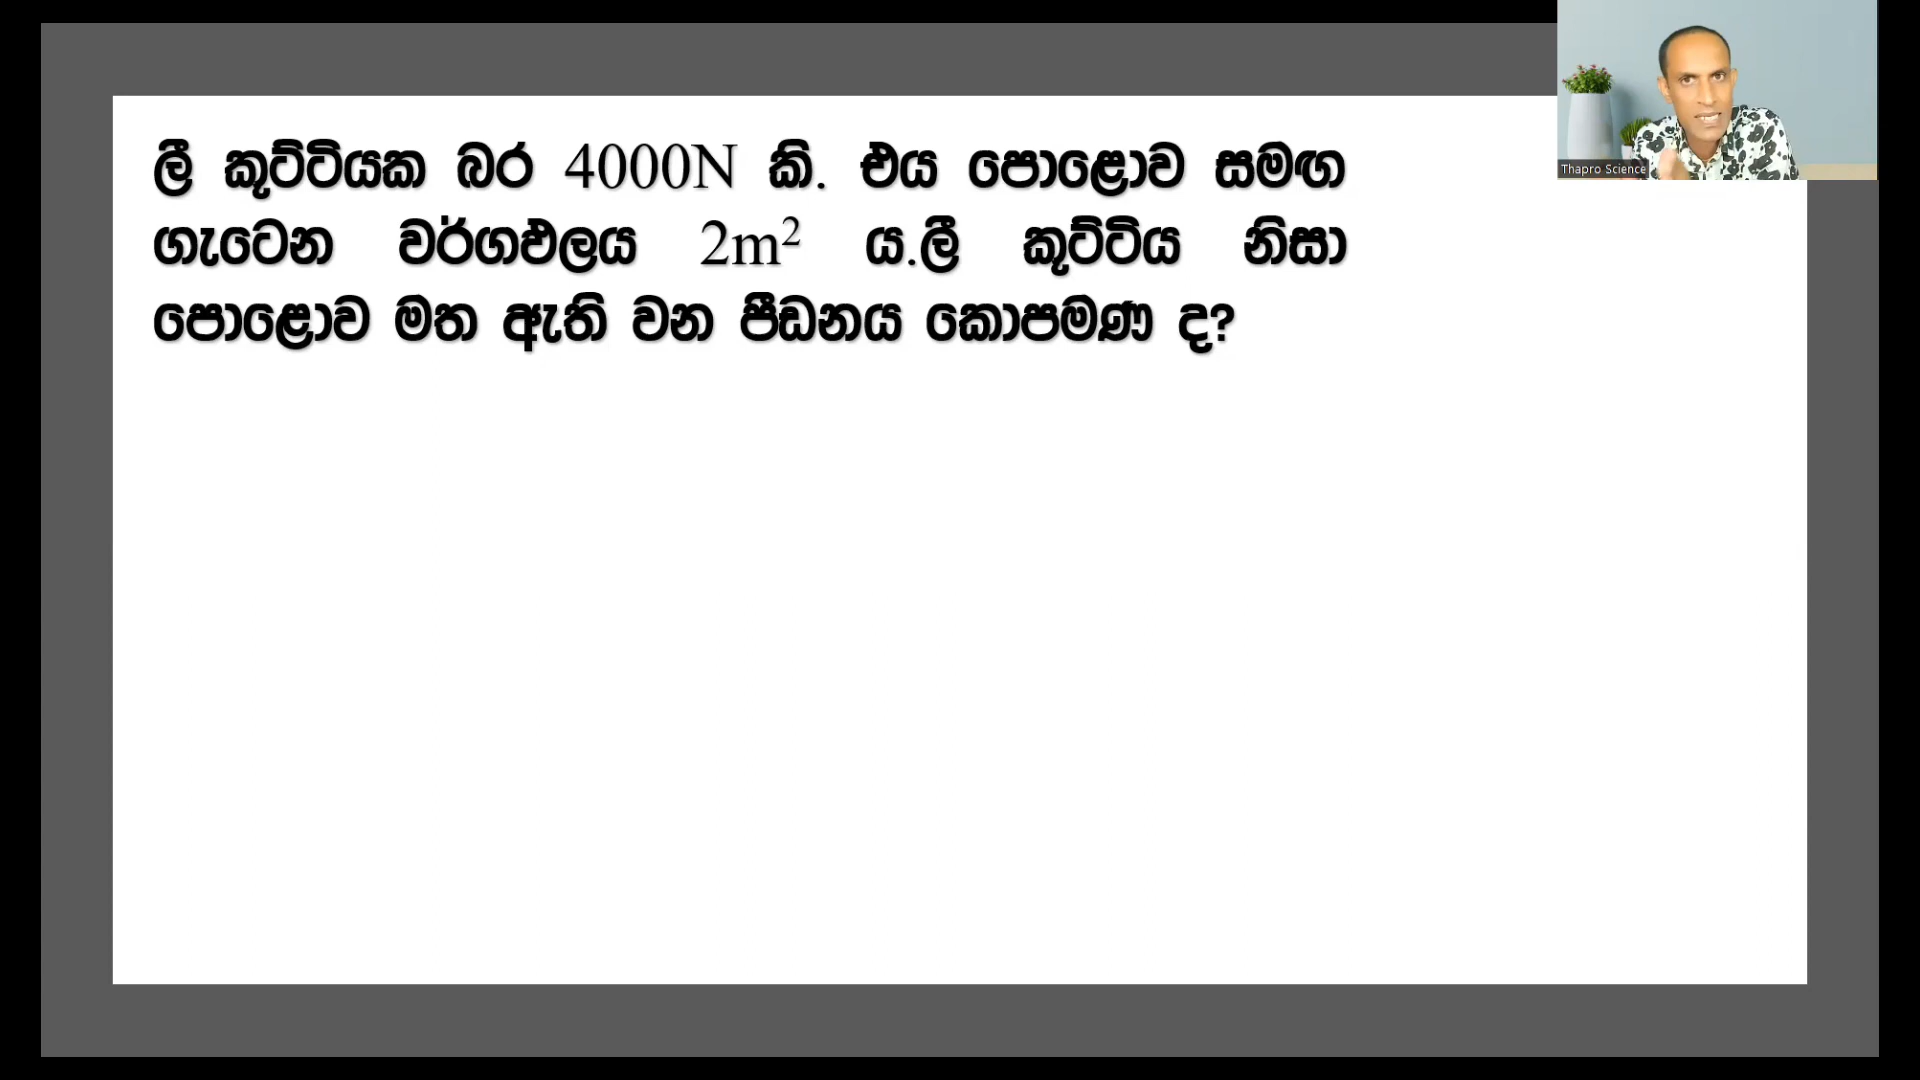 ලී කුට්ටියක බර 4000N කි. එය පොළොව සමඟ
ගැටෙන වර්ගඵලය 2m² ය.ලී කුට්ටිය නිසා
පොළොව මත ඇති වන පීඩනය කොපමණ ද?
Thapro Science